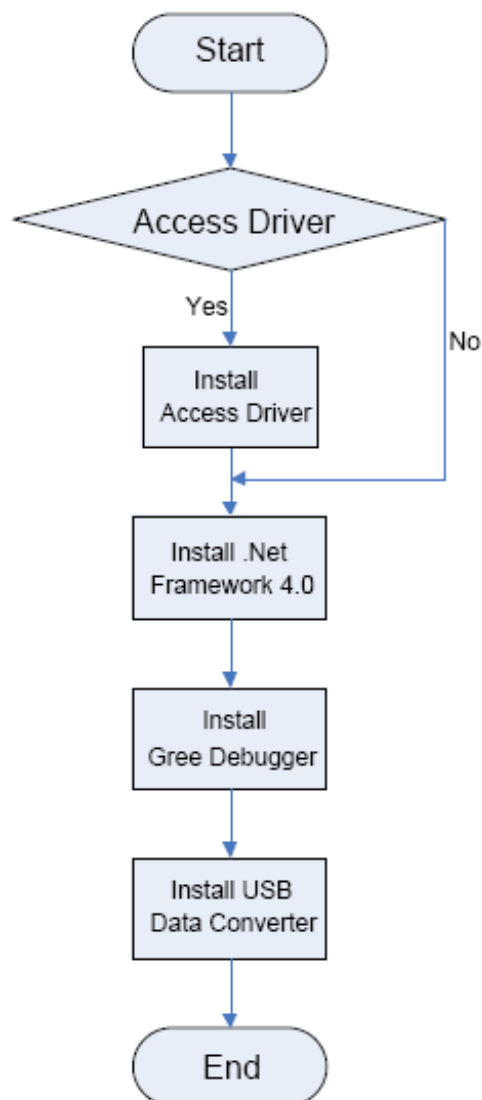 Start
Access Driver
Yes
No
Install
Access Driver
Install .Net
Framework 4.0
Install
Gree Debugger
Install USB
Data Converter
End